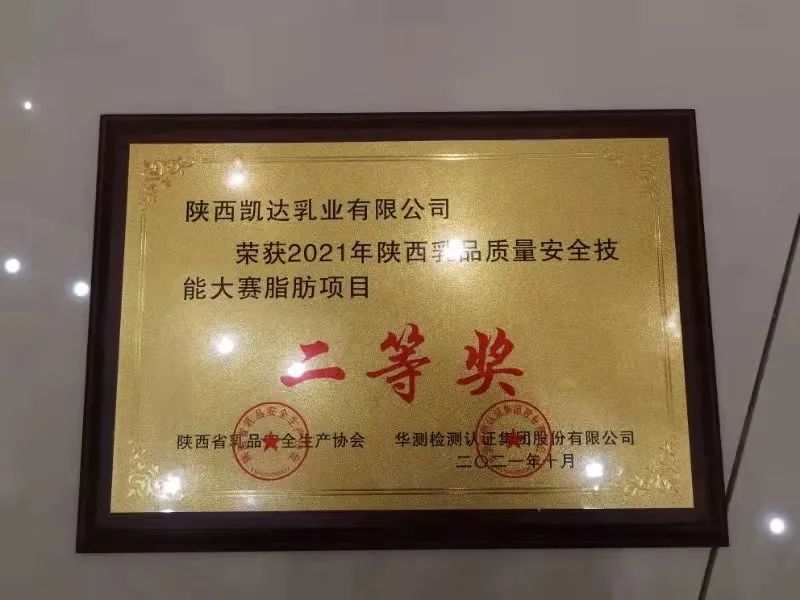 陕西凯达乳业有限公司
荣获2021年陕西乳品质量安全技
能大赛脂肪项目
二等奖
陕西省乳品安全生产协会 华测检测认证集团股份有限公司
二〇二一年十月